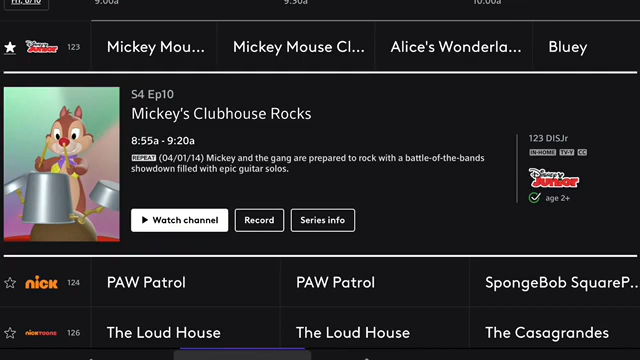 Fri, 8/10
9:00a
9:30a
10:00a
Disney Junior
123
Mickey Mou...
Mickey Mouse Cl...
Alice's Wonderla...
Bluey
S4 Ep10
Mickey's Clubhouse Rocks
8:55a - 9:20a
REPEAT (04/01/14) Mickey and the gang are prepared to rock with a battle-of-the-bands
showdown filled with epic guitar solos.
123 DISJr
IN-HOME TV-Y CC
Disney Junior
age 2+
Watch channel
Record
Series info
nick
124
PAW Patrol
PAW Patrol
SpongeBob SquareP...
nicktoons
126
The Loud House
The Loud House
The Casagrandes